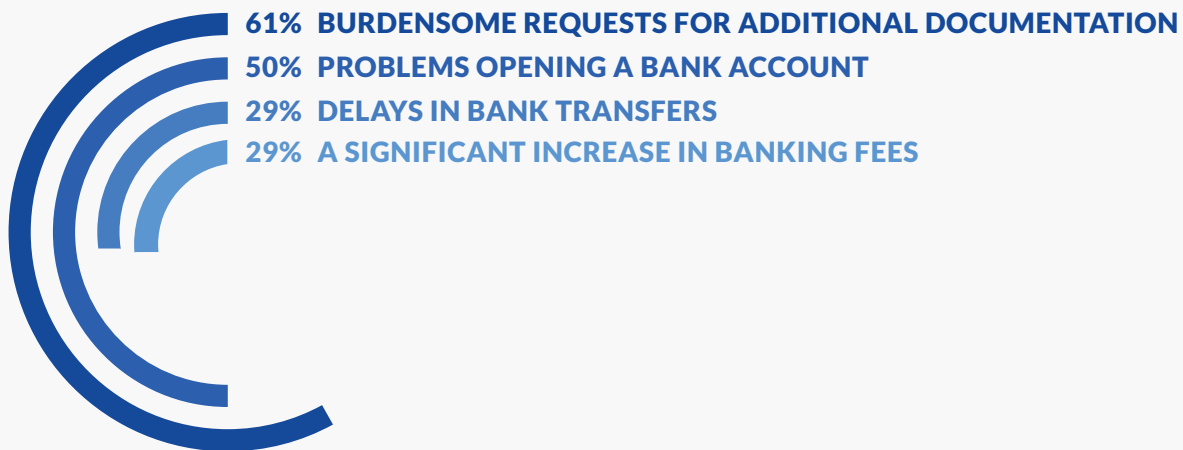 61% BURDENSOME REQUESTS FOR ADDITIONAL DOCUMENTATION
50% PROBLEMS OPENING A BANK ACCOUNT
29% DELAYS IN BANK TRANSFERS
29% A SIGNIFICANT INCREASE IN BANKING FEES